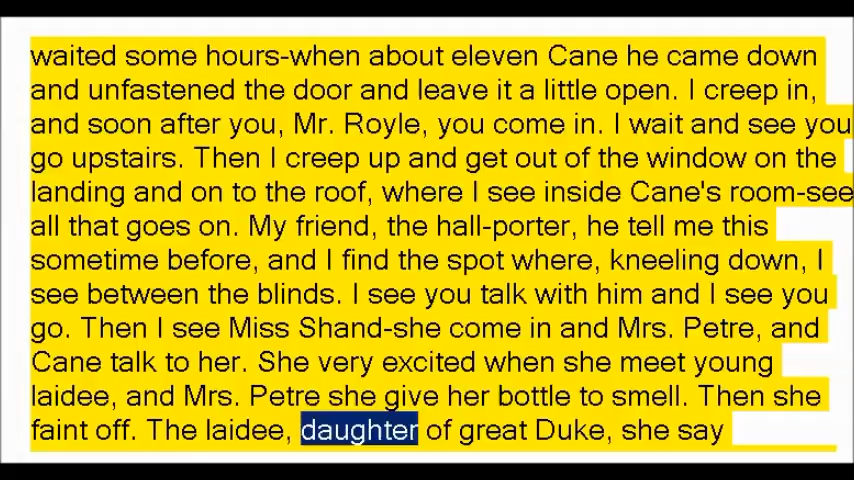 waited some hours-when about eleven Cane he came down
and unfastened the door and leave it a little open. I creep in,
and soon after you, Mr. Royle, you come in. I wait and see you
go upstairs. Then I creep up and get out of the window on the
landing and on to the roof, where I see inside Cane's room-see
all that goes on. My friend, the hall-porter, he tell me this
sometime before, and I find the spot where, kneeling down, I
see between the blinds. I see you talk with him and I see you
go. Then I see Miss Shand-she come in and Mrs. Petre, and
Cane talk to her. She very excited when she meet young
laidee, and Mrs. Petre she give her bottle to smell. Then she
faint off. The laidee, daughter of great Duke, she say